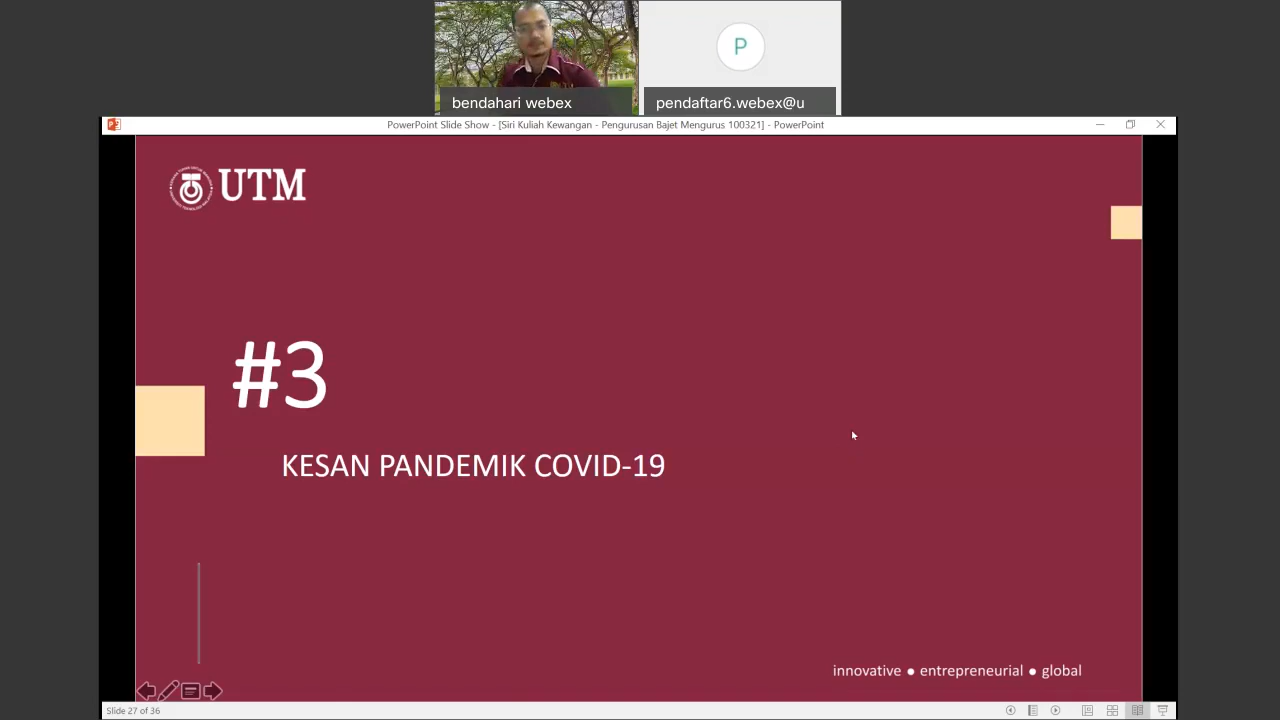 bendahari webex
P
pendaftar6.webex@u
PowerPoint Slide Show - [Siri Kuliah Kewangan - Pengurusan Bajet Mengurus 100321] - PowerPoint
UTM
#3
KESAN PANDEMIK COVID-19
innovative ● entrepreneurial ● global
Slide 27 of 36